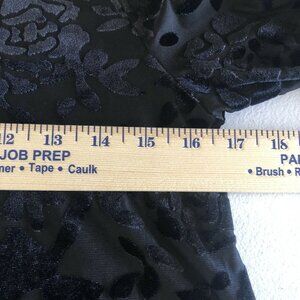 12 13 14 15 16 17 18
JOB PREP PA
ner • Tape • Caulk • Brush • R